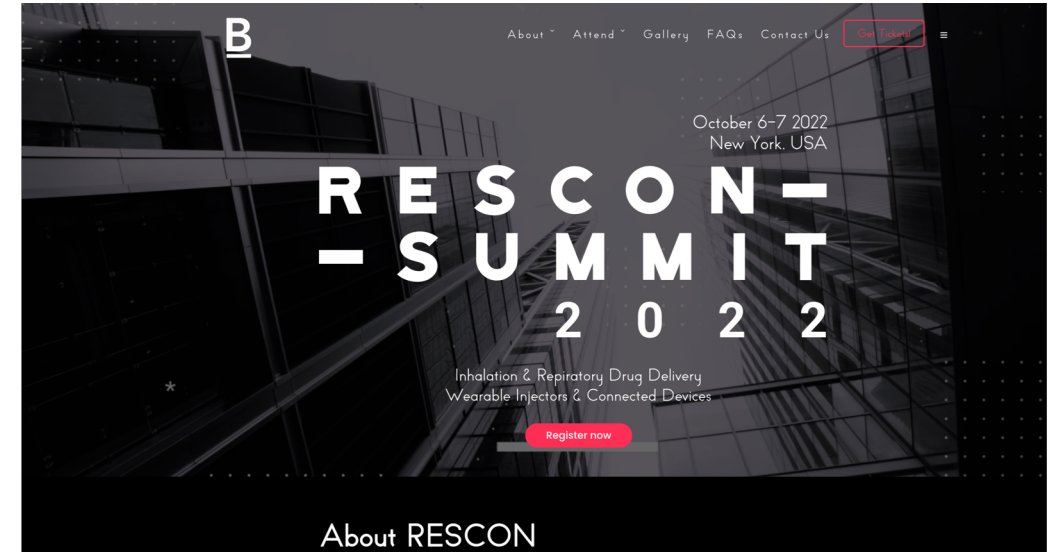 B
About ˇ Attend ˇ Gallery FAQs Contact Us Get Tickets! ≡
October 6-7 2022
New York. USA
RESCON-
-SUMMIT
2022
Inhalation & Repiratory Drug Delivery
Wearable Injectors & Connected Devices
Register now
About RESCON